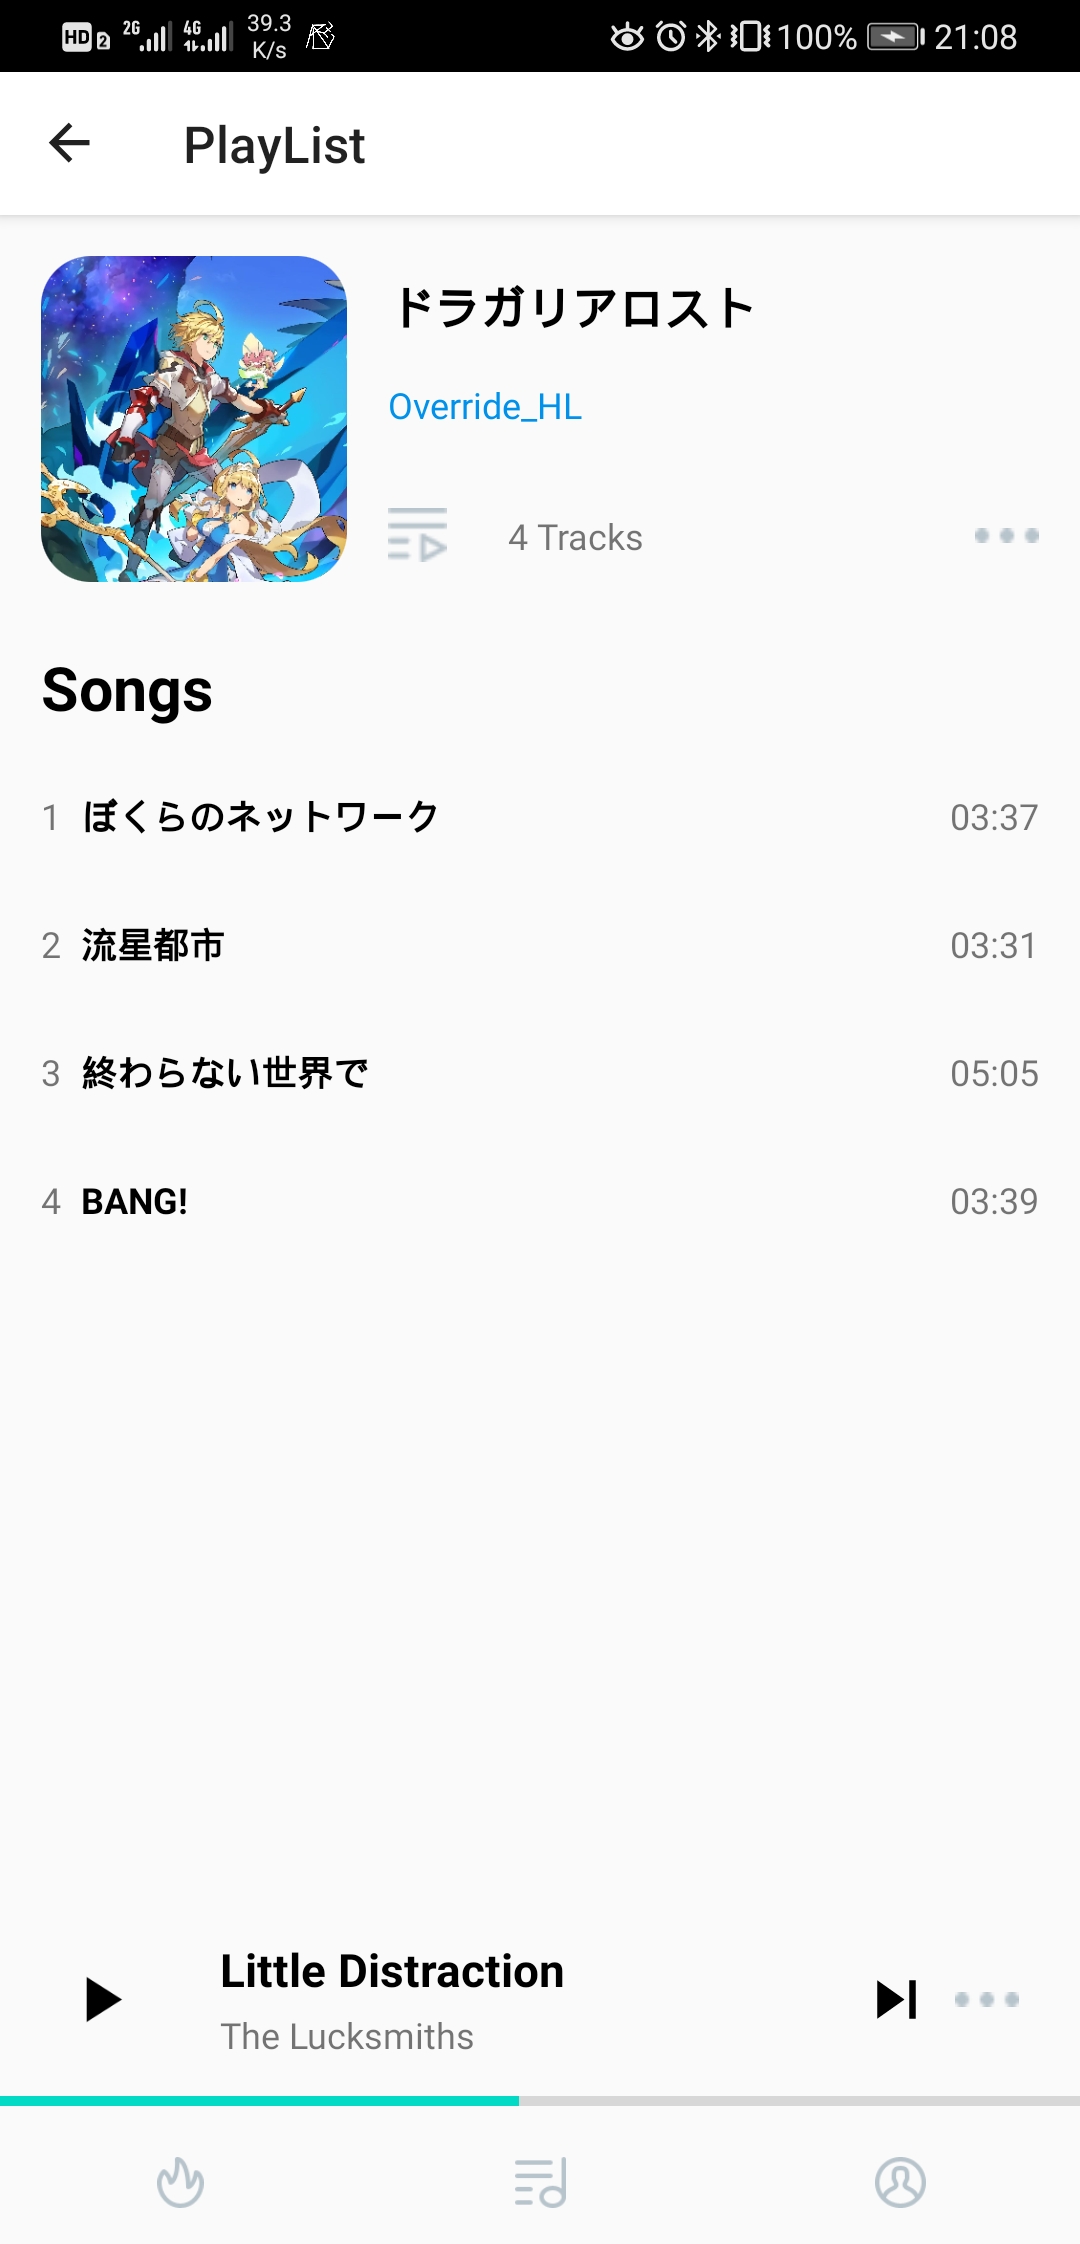 HD 2 2G 4G 39.3 K/s 100% 21:08
PlayList
ドラガリアロスト
Override_HL
4 Tracks
Songs
1 ぼくらのネットワーク 03:37
2 流星都市 03:31
3 終わらない世界で 05:05
4 BANG! 03:39
Little Distraction
The Lucksmiths